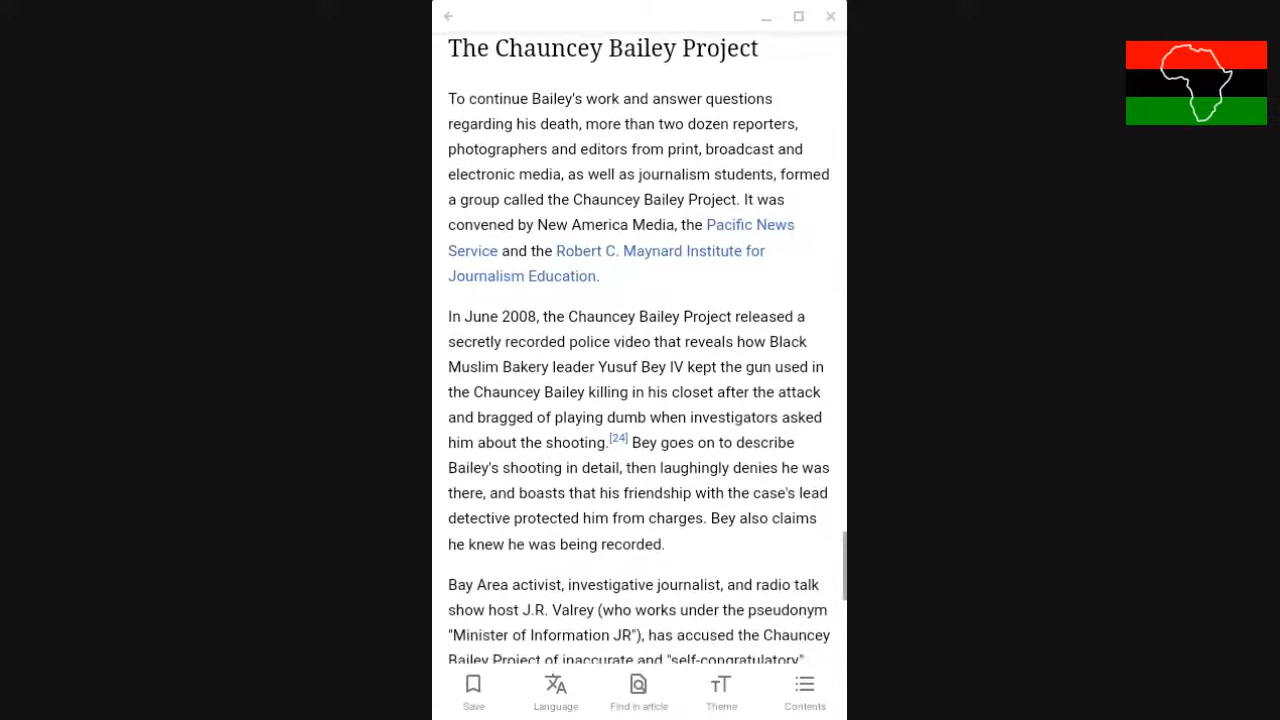 The Chauncey Bailey Project
To continue Bailey's work and answer questions
regarding his death, more than two dozen reporters,
photographers and editors from print, broadcast and
electronic media, as well as journalism students, formed
a group called the Chauncey Bailey Project. It was
convened by New America Media, the Pacific News
Service and the Robert C. Maynard Institute for
Journalism Education.
In June 2008, the Chauncey Bailey Project released a
secretly recorded police video that reveals how Black
Muslim Bakery leader Yusuf Bey IV kept the gun used in
the Chauncey Bailey killing in his closet after the attack
and bragged of playing dumb when investigators asked
him about the shooting.[24] Bey goes on to describe
Bailey's shooting in detail, then laughingly denies he was
there, and boasts that his friendship with the case's lead
detective protected him from charges. Bey also claims
he knew he was being recorded.
Bay Area activist, investigative journalist, and radio talk
show host J.R. Valrey (who works under the pseudonym
"Minister of Information JR"), has accused the Chauncey
Bailey Project of inaccurate and "self-congratulatory"
Save Language Find in article Theme Contents